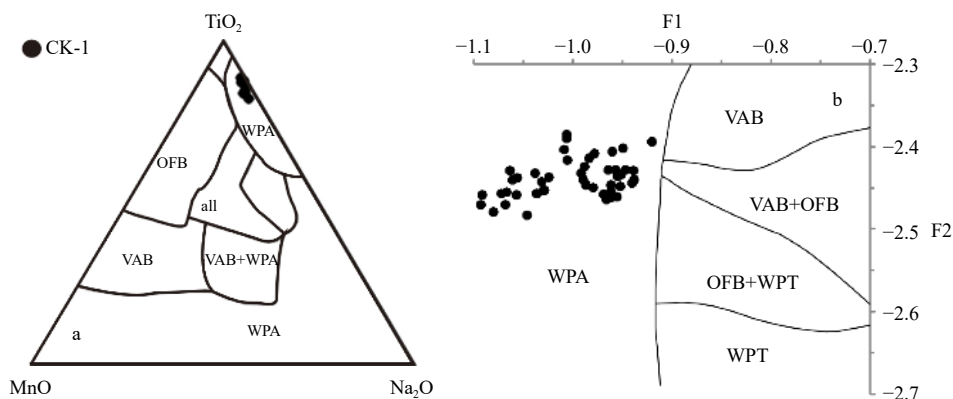 TiO₂
CK-1
WPA
OFB
all
VAB
VAB+WPA
a
WPA
MnO
Na₂O
F1
−1.1 −1.0 −0.9 −0.8 −0.7
−2.3
b
VAB
−2.4
VAB+OFB
−2.5
F2
WPA
OFB+WPT
−2.6
WPT
−2.7